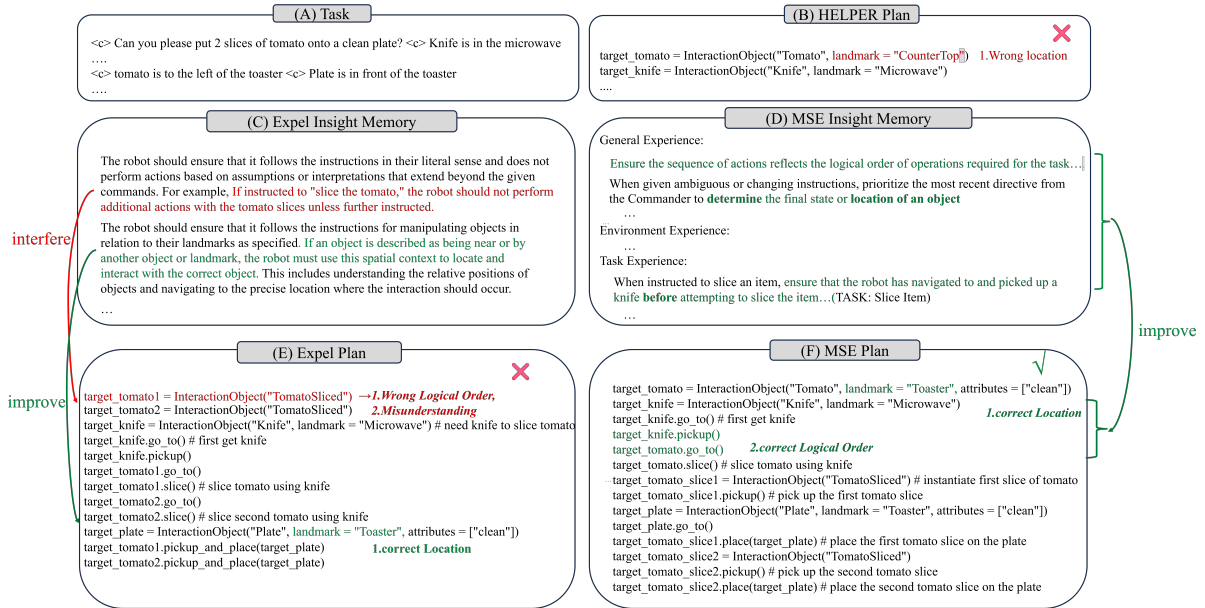 (A) Task
<c> Can you please put 2 slices of tomato onto a clean plate? <c> Knife is in the microwave
....
<c> tomato is to the left of the toaster <c> Plate is in front of the toaster
....
(B) HELPER Plan
target_tomato = InteractionObject("Tomato", landmark = "CounterTop") 1.Wrong location
target_knife = InteractionObject("Knife", landmark = "Microwave")
....
(C) Expel Insight Memory
The robot should ensure that it follows the instructions in their literal sense and does not
perform actions based on assumptions or interpretations that extend beyond the given
commands. For example, If instructed to "slice the tomato," the robot should not perform
additional actions with the tomato slices unless further instructed.
The robot should ensure that it follows the instructions for manipulating objects in
relation to their landmarks as specified. If an object is described as being near or by
another object or landmark, the robot must use this spatial context to locate and
interact with the correct object. This includes understanding the relative positions of
objects and navigating to the precise location where the interaction should occur.
…
interfere
improve
(D) MSE Insight Memory
General Experience:
Ensure the sequence of actions reflects the logical order of operations required for the task…
When given ambiguous or changing instructions, prioritize the most recent directive from
the Commander to determine the final state or location of an object
…
Environment Experience:
…
Task Experience:
When instructed to slice an item, ensure that the robot has navigated to and picked up a
knife before attempting to slice the item…(TASK: Slice Item)
…
improve
(E) Expel Plan
target_tomato1 = InteractionObject("TomatoSliced") →1.Wrong Logical Order,
target_tomato2 = InteractionObject("TomatoSliced") 2.Misunderstanding
target_knife = InteractionObject("Knife", landmark = "Microwave") # need knife to slice tomato
target_knife.go_to() # first get knife
target_knife.pickup()
target_tomato1.go_to()
target_tomato1.slice() # slice tomato using knife
target_tomato2.go_to()
target_tomato2.slice() # slice second tomato using knife
target_plate = InteractionObject("Plate", landmark = "Toaster", attributes = ["clean"])
target_tomato1.pickup_and_place(target_plate) 1.correct Location
target_tomato2.pickup_and_place(target_plate)
(F) MSE Plan
target_tomato = InteractionObject("Tomato", landmark = "Toaster", attributes = ["clean"])
target_knife = InteractionObject("Knife", landmark = "Microwave")
1.correct Location
target_knife.go_to() # first get knife
target_knife.pickup()
target_tomato.go_to() 2.correct Logical Order
target_tomato.slice() # slice tomato using knife
target_tomato_slice1 = InteractionObject("TomatoSliced") # instantiate first slice of tomato
target_tomato_slice1.pickup() # pick up the first tomato slice
target_plate = InteractionObject("Plate", landmark = "Toaster", attributes = ["clean"])
target_plate.go_to()
target_tomato_slice1.place(target_plate) # place the first tomato slice on the plate
target_tomato_slice2 = InteractionObject("TomatoSliced")
target_tomato_slice2.pickup() # pick up the second tomato slice
target_tomato_slice2.place(target_plate) # place the second tomato slice on the plate